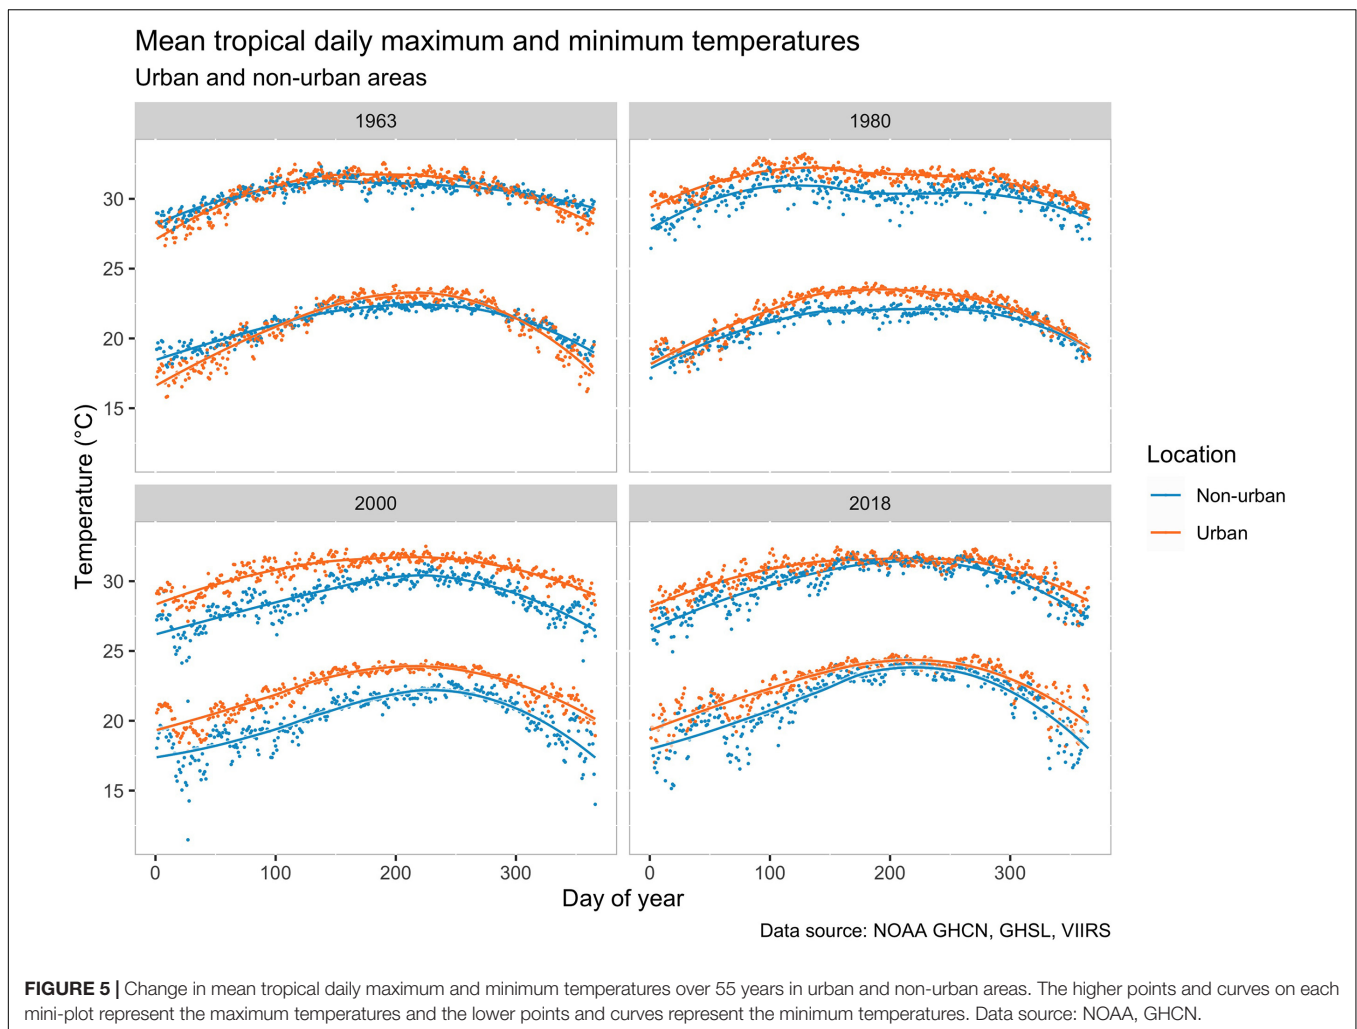 Mean tropical daily maximum and minimum temperatures
Urban and non-urban areas
1963
1980
30
25
20
15
Temperature (°C)
2000
2018
30
25
20
15
0
100
200
300
0
100
200
300
Day of year
Location
Non-urban
Urban
Data source: NOAA GHCN, GHSL, VIIRS
FIGURE 5 | Change in mean tropical daily maximum and minimum temperatures over 55 years in urban and non-urban areas. The higher points and curves on each
mini-plot represent the maximum temperatures and the lower points and curves represent the minimum temperatures. Data source: NOAA, GHCN.